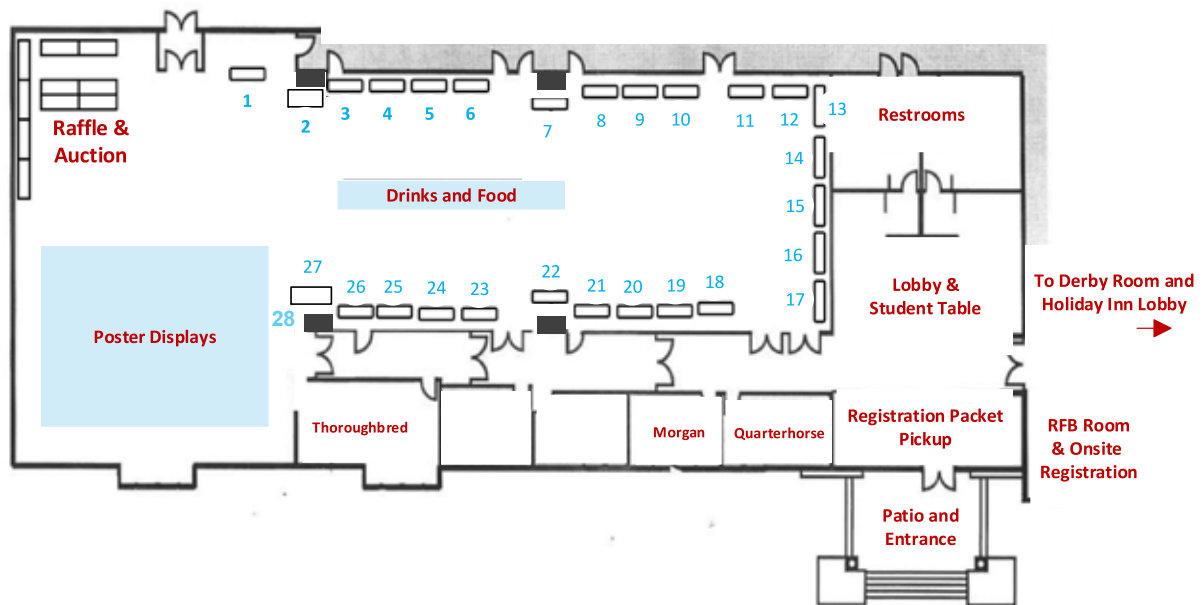 1
2
3
4
5
6
7
8
9
10
11
12
13
Restrooms
Raffle &
Auction
14
Drinks and Food
15
16
17
Lobby &
Student Table
To Derby Room and
Holiday Inn Lobby
27
26
25
24
23
22
21
20
19
18
28
Poster Displays
Thoroughbred
Morgan
Quarterhorse
Registration Packet
Pickup
RFB Room
& Onsite
Registration
Patio and
Entrance